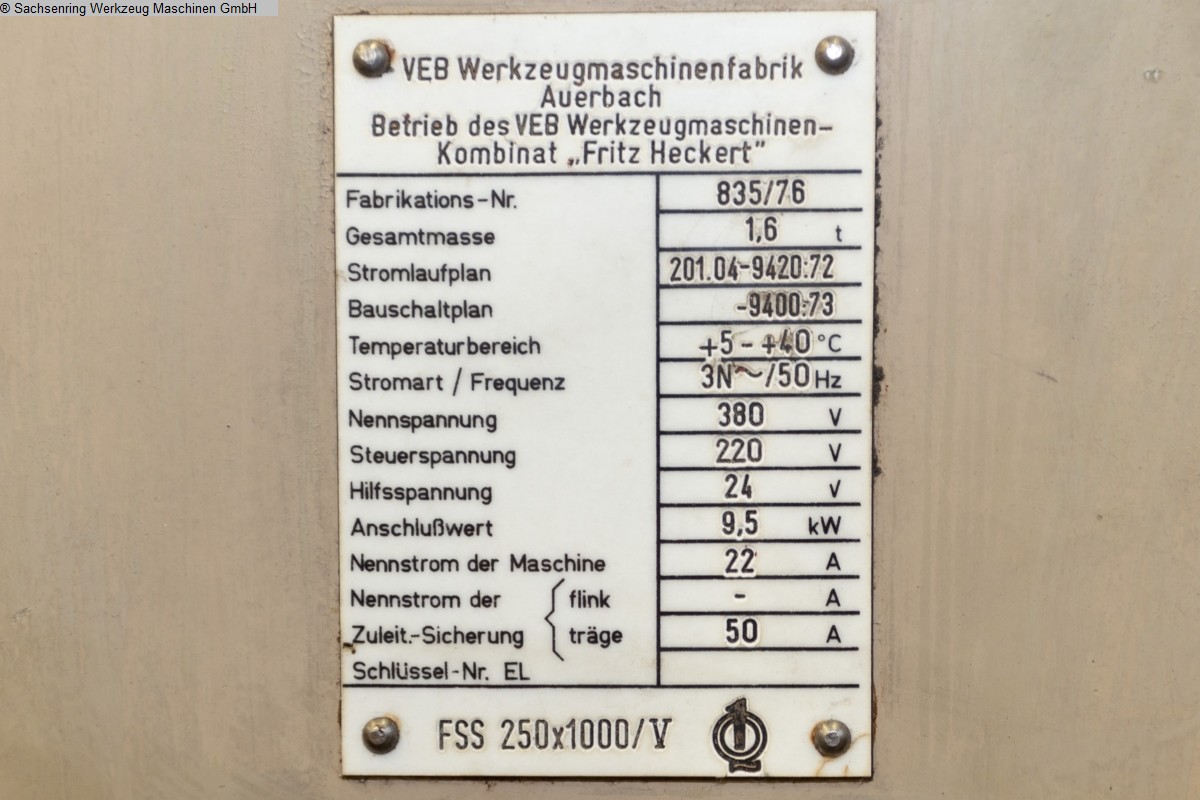 ® Sachsenring Werkzeug Maschinen GmbH
VEB Werkzeugmaschinenfabrik
Auerbach
Betrieb des VEB Werkzeugmaschinen-
Kombinat „Fritz Heckert"
Fabrikations-Nr. 835/76
Gesamtmasse 1,6 t
Stromlaufplan 201.04-9420:72
Bauschaltplan -9400:73
Temperaturbereich +5 - +40 °C
Stromart / Frequenz 3N~/50 Hz
Nennspannung 380 V
Steuerspannung 220 V
Hilfsspannung 24 V
Anschlußwert 9,5 kW
Nennstrom der Maschine 22 A
Nennstrom der { flink - A
Zuleit.-Sicherung träge 50 A
Schlüssel-Nr. EL
FSS 250x1000/V Q1